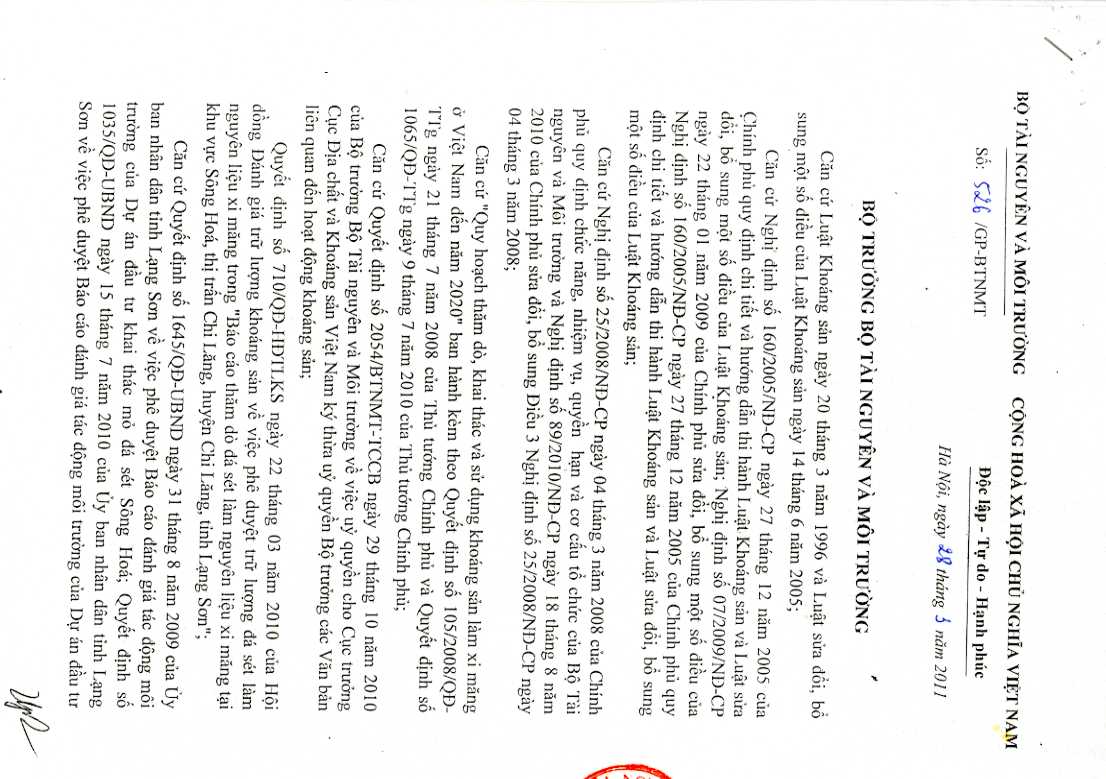 BỘ TÀI NGUYÊN VÀ MÔI TRƯỜNG
CỘNG HOÀ XÃ HỘI CHỦ NGHĨA VIỆT NAM
Số: 526 /GP-BTNMT
Độc lập - Tự do - Hạnh phúc
Hà Nội, ngày 28 tháng 3 năm 2011
BỘ TRƯỞNG BỘ TÀI NGUYÊN VÀ MÔI TRƯỜNG
Căn cứ Luật Khoáng sản ngày 20 tháng 3 năm 1996 và Luật sửa đổi, bổ
sung một số điều của Luật Khoáng sản ngày 14 tháng 6 năm 2005;
Căn cứ Nghị định số 160/2005/NĐ-CP ngày 27 tháng 12 năm 2005 của
Chính phủ quy định chi tiết và hướng dẫn thi hành Luật Khoáng sản và Luật sửa
đổi, bổ sung một số điều của Luật Khoáng sản; Nghị định số 07/2009/NĐ-CP
ngày 22 tháng 01 năm 2009 của Chính phủ sửa đổi, bổ sung một số điều của
Nghị định số 160/2005/NĐ-CP ngày 27 tháng 12 năm 2005 của Chính phủ quy
định chi tiết và hướng dẫn thi hành Luật Khoáng sản và Luật sửa đổi, bổ sung
một số điều của Luật Khoáng sản;
Căn cứ Nghị định số 25/2008/NĐ-CP ngày 04 tháng 3 năm 2008 của Chính
phủ quy định chức năng, nhiệm vụ, quyền hạn và cơ cấu tổ chức của Bộ Tài
nguyên và Môi trường và Nghị định số 89/2010/NĐ-CP ngày 18 tháng 8 năm
2010 của Chính phủ sửa đổi, bổ sung Điều 3 Nghị định số 25/2008/NĐ-CP ngày
04 tháng 3 năm 2008;
Căn cứ "Quy hoạch thăm dò, khai thác và sử dụng khoáng sản làm xi măng
ở Việt Nam đến năm 2020" ban hành kèm theo Quyết định số 105/2008/QĐ-
TTg ngày 21 tháng 7 năm 2008 của Thủ tướng Chính phủ và Quyết định số
1065/QĐ-TTg ngày 9 tháng 7 năm 2010 của Thủ tướng Chính phủ;
Căn cứ Quyết định số 2054/BTNMT-TCCB ngày 29 tháng 10 năm 2010
của Bộ trưởng Bộ Tài nguyên và Môi trường về việc uỷ quyền cho Cục trưởng
Cục Địa chất và Khoáng sản Việt Nam ký thừa uỷ quyền Bộ trưởng các Văn bản
liên quan đến hoạt động khoáng sản;
Quyết định số 710/QĐ-HĐTLKS ngày 22 tháng 03 năm 2010 của Hội
đồng Đánh giá trữ lượng khoáng sản về việc phê duyệt trữ lượng đá sét làm
nguyên liệu xi măng trong "Báo cáo thăm dò đá sét làm nguyên liệu xi măng tại
khu vực Sông Hoá, thị trấn Chi Lăng, huyện Chi Lăng, tỉnh Lạng Sơn";
Căn cứ Quyết định số 1645/QĐ-UBND ngày 31 tháng 8 năm 2009 của Ủy
ban nhân dân tỉnh Lạng Sơn về việc phê duyệt Báo cáo đánh giá tác động môi
trường của Dự án đầu tư khai thác mỏ đá sét Sông Hoá; Quyết định số
1035/QĐ-UBND ngày 15 tháng 7 năm 2010 của Ủy ban nhân dân tỉnh Lạng
Sơn về việc phê duyệt Báo cáo đánh giá tác động môi trường của Dự án đầu tư